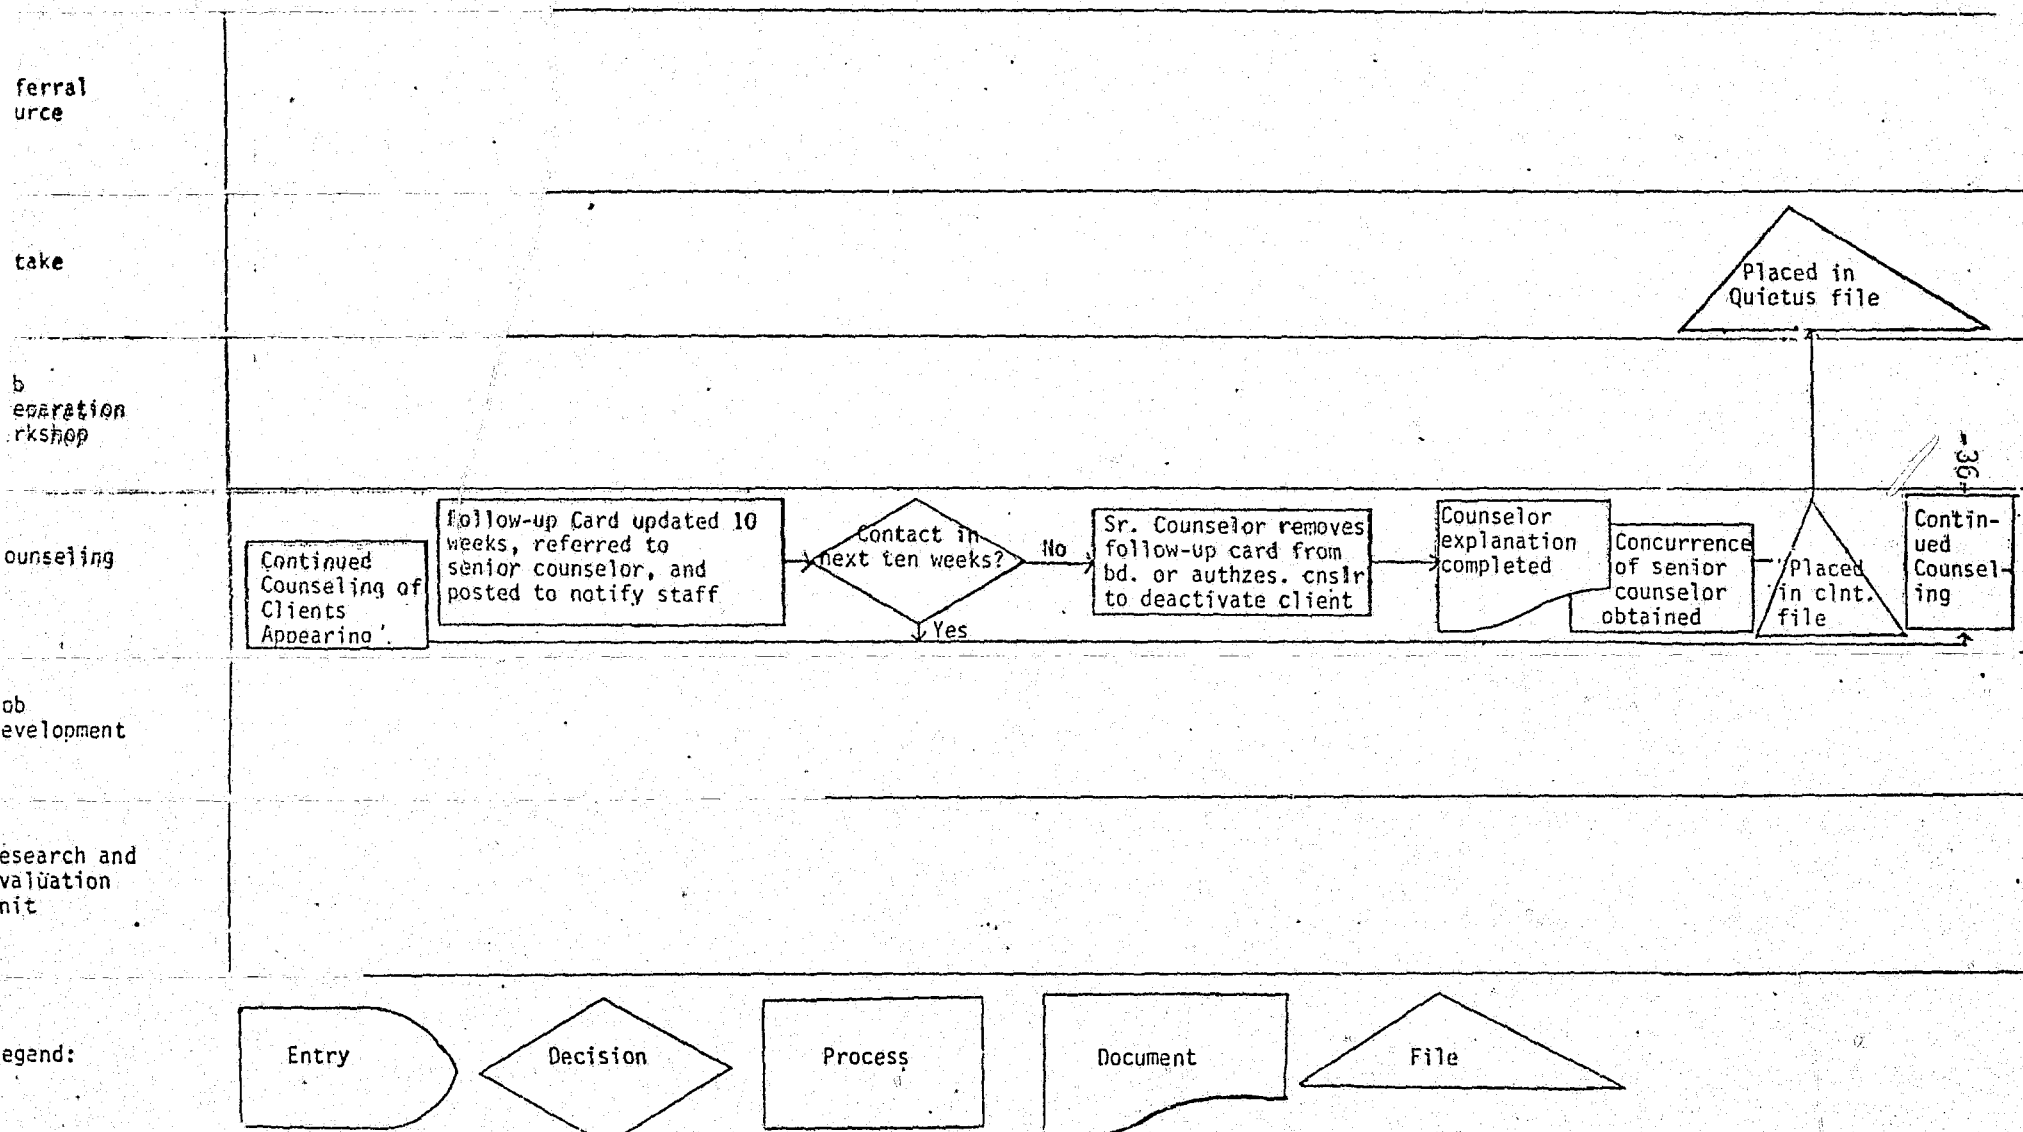 ferral
urce
take
Placed in
Quietus file
b
eparation
rkshop
-36-
ounseling
Continued
Counseling of
Clients
Appearing
Follow-up Card updated 10
weeks, referred to
senior counselor, and
posted to notify staff
Contact in
next ten weeks?
No
Yes
Sr. Counselor removes
follow-up card from
bd. or authzes. cnslr
to deactivate client
Counselor
explanation
completed
Concurrence
of senior
counselor
obtained
Placed
in clnt.
file
Contin-
ued
Counsel-
ing
ob
evelopment
esearch and
valuation
nit
egend:
Entry
Decision
Process
Document
File